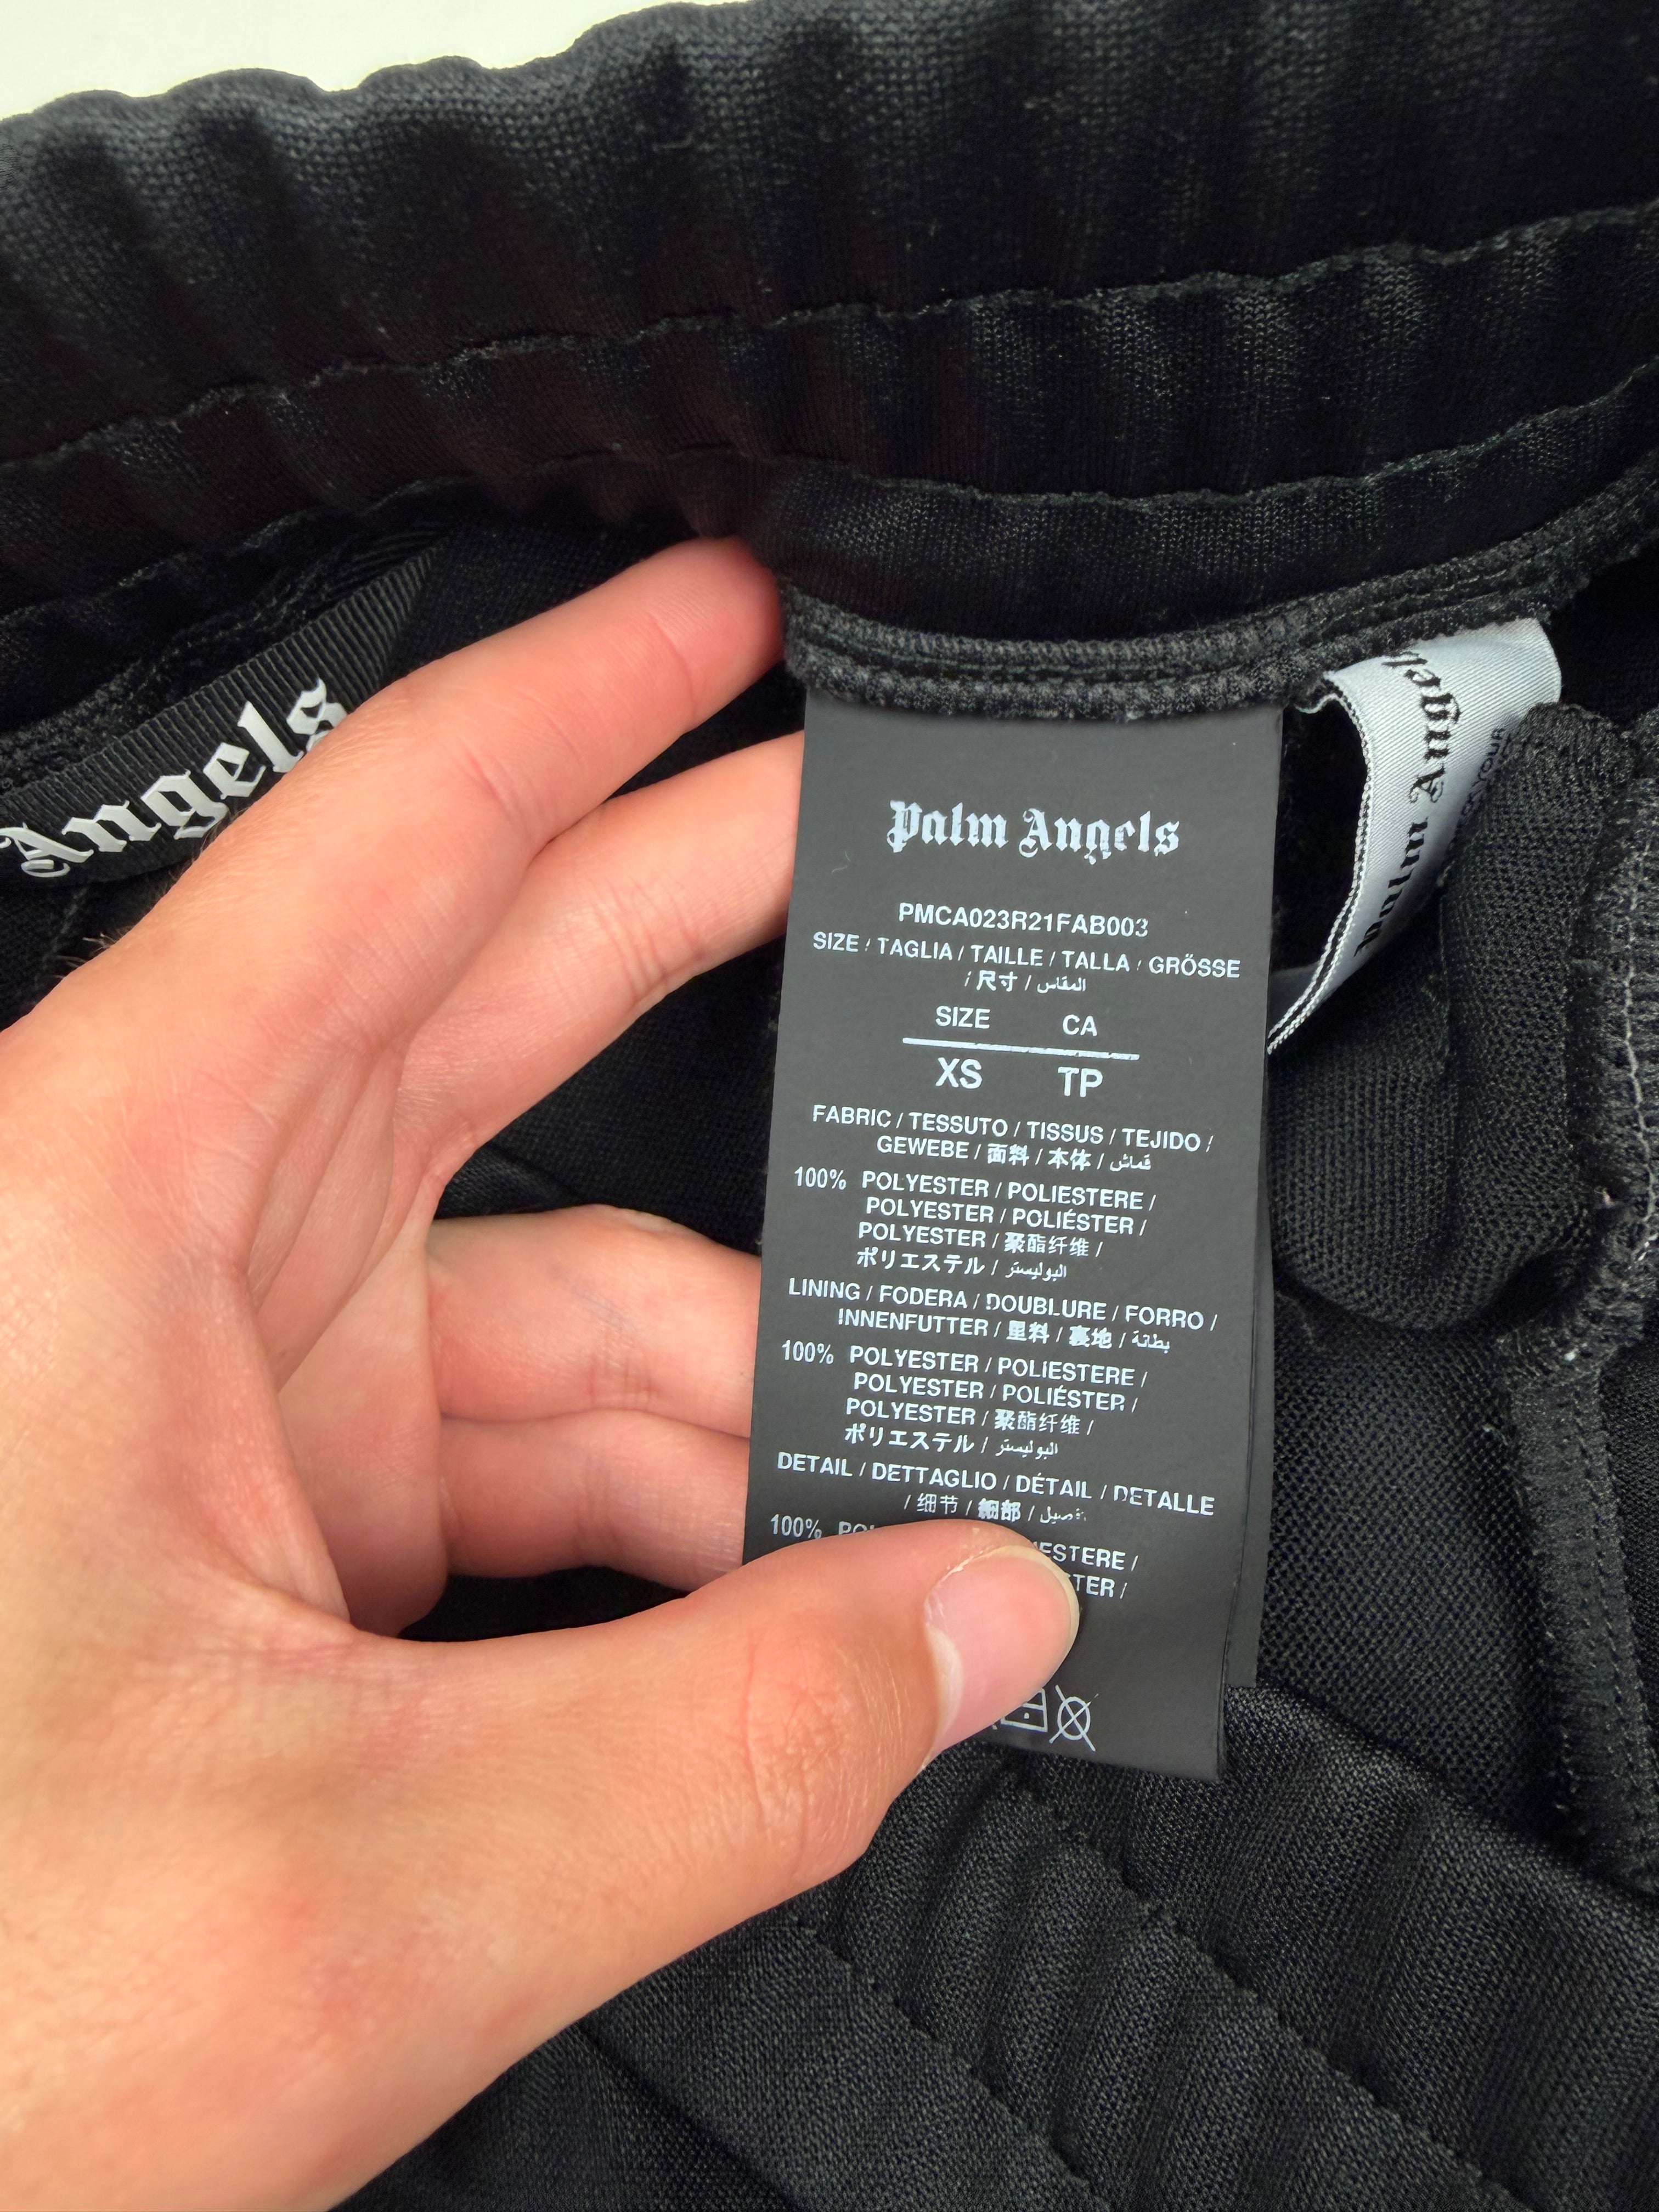 Angels
Palm Angels
PMCA023R21FAB003
SIZE / TAGLIA / TAILLE / TALLA / GRÖSSE
/ 尺寸 / المقاس
SIZE CA
XS TP
FABRIC / TESSUTO / TISSUS / TEJIDO /
GEWEBE / 面料 / 本体 / قماش
100% POLYESTER / POLIESTERE /
POLYESTER / POLIÉSTER /
POLYESTER / 聚酯纤维 /
ポリエステル / البوليستر
LINING / FODERA / DOUBLURE / FORRO /
INNENFUTTER / 里料 / 裏地 / بطانة
100% POLYESTER / POLIESTERE /
POLYESTER / POLIÉSTER /
POLYESTER / 聚酯纤维 /
ポリエステル / البوليستر
DETAIL / DETTAGLIO / DÉTAIL / DETALLE
/ 细节 / 細部 /
100%
Palm Angels
YOUR